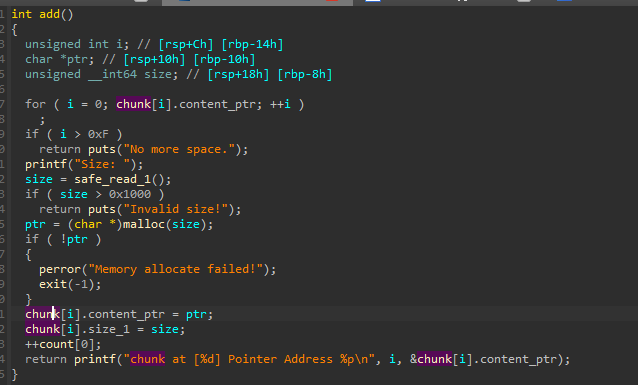 1 int add()
2 {
3 unsigned int i; // [rsp+Ch] [rbp-14h]
4 char *ptr; // [rsp+10h] [rbp-10h]
5 unsigned __int64 size; // [rsp+18h] [rbp-8h]
6
7 for ( i = 0; chunk[i].content_ptr; ++i )
8 ;
9 if ( i > 0xF )
0 return puts("No more space.");
1 printf("Size: ");
2 size = safe_read_1();
3 if ( size > 0x1000 )
4 return puts("Invalid size!");
5 ptr = (char *)malloc(size);
6 if ( !ptr )
7 {
8 perror("Memory allocate failed!");
9 exit(-1);
0 }
1 chunk[i].content_ptr = ptr;
2 chunk[i].size_1 = size;
3 ++count[0];
4 return printf("chunk at [%d] Pointer Address %p\n", i, &chunk[i].content_ptr);
5 }